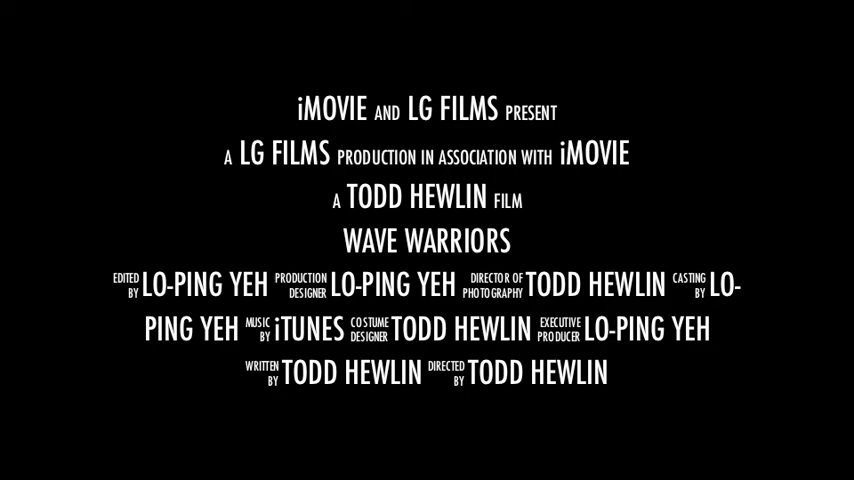 iMOVIE AND LG FILMS PRESENT
A LG FILMS PRODUCTION IN ASSOCIATION WITH iMOVIE
A TODD HEWLIN FILM
WAVE WARRIORS
EDITED BY LO-PING YEH PRODUCTION DESIGNER LO-PING YEH DIRECTOR OF PHOTOGRAPHY TODD HEWLIN CASTING BY LO-
PING YEH MUSIC BY iTUNES COSTUME DESIGNER TODD HEWLIN EXECUTIVE PRODUCER LO-PING YEH
WRITTEN BY TODD HEWLIN DIRECTED BY TODD HEWLIN